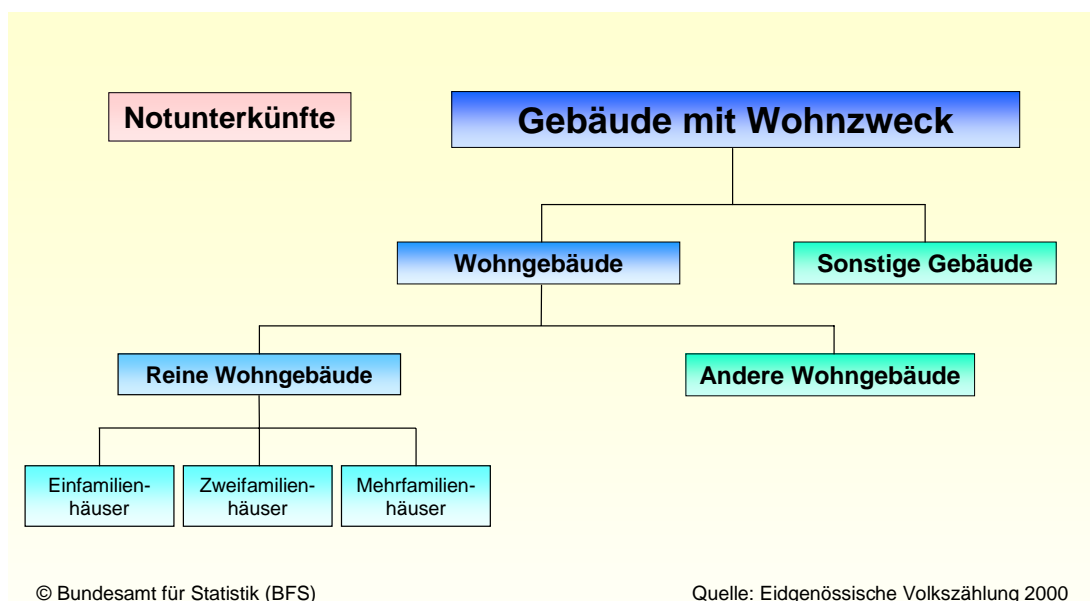 Notunterkünfte
Gebäude mit Wohnzweck
Wohngebäude
Sonstige Gebäude
Reine Wohngebäude
Andere Wohngebäude
Einfamilien-
häuser
Zweifamilien-
häuser
Mehrfamilien-
häuser
© Bundesamt für Statistik (BFS)
Quelle: Eidgenössische Volkszählung 2000